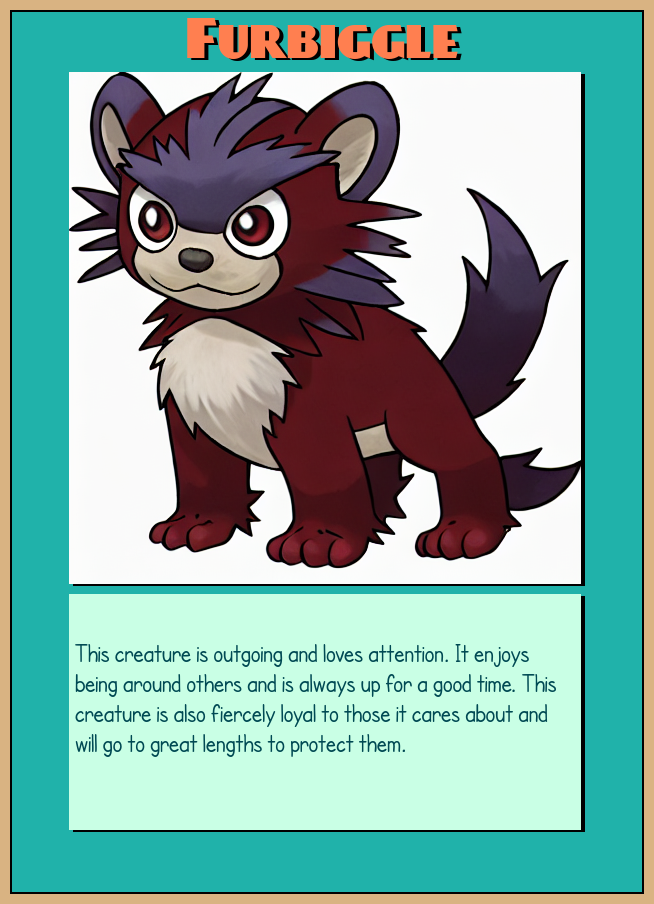 Furbiggle
This creature is outgoing and loves attention. It enjoys
being around others and is always up for a good time. This
creature is also fiercely loyal to those it cares about and
will go to great lengths to protect them.